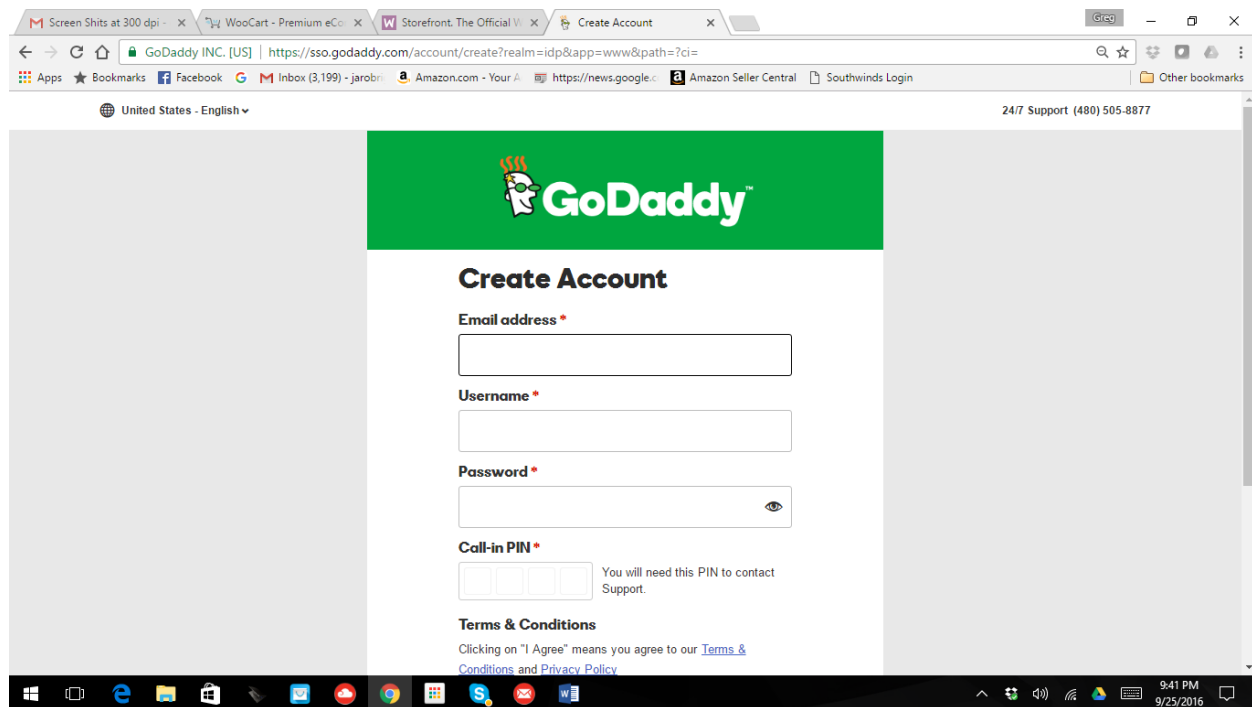 Screen Shits at 300 dpi -
WooCart - Premium eCo
Storefront. The Official W
Create Account
Greg
GoDaddy INC. [US] | https://sso.godaddy.com/account/create?realm=idp&app=www&path=?ci=
Apps
Bookmarks
Facebook
Inbox (3,199) - jarobri
Amazon.com - Your A
https://news.google.c
Amazon Seller Central
Southwinds Login
Other bookmarks
United States - English
24/7 Support (480) 505-8877
GoDaddy™
Create Account
Email address *
Username *
Password *
Call-in PIN *
You will need this PIN to contact
Support.
Terms & Conditions
Clicking on "I Agree" means you agree to our Terms &
Conditions and Privacy Policy
9:41 PM
9/25/2016